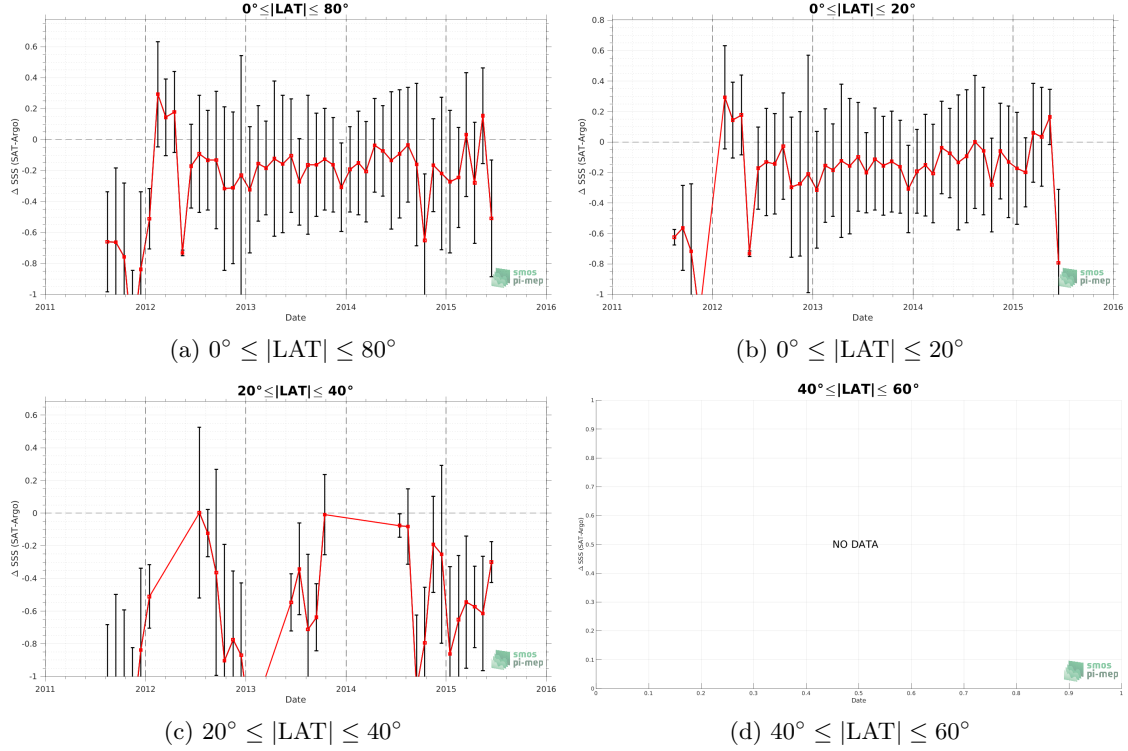 0°≤|LAT|≤ 80°
Δ SSS (SAT-Argo)
0.6
0.4
0.2
0
-0.2
-0.4
-0.6
-0.8
-1
2011 2012 2013 2014 2015 2016
Date
smos
pi-mep
(a) 0° ≤ |LAT| ≤ 80°
0°≤|LAT|≤ 20°
Δ SSS (SAT-Argo)
0.8
0.6
0.4
0.2
0
-0.2
-0.4
-0.6
-0.8
-1
2011 2012 2013 2014 2015 2016
Date
smos
pi-mep
(b) 0° ≤ |LAT| ≤ 20°
20°≤|LAT|≤ 40°
Δ SSS (SAT-Argo)
0.6
0.4
0.2
0
-0.2
-0.4
-0.6
-0.8
-1
2011 2012 2013 2014 2015 2016
Date
smos
pi-mep
(c) 20° ≤ |LAT| ≤ 40°
40°≤|LAT|≤ 60°
Δ SSS (SAT-Argo)
1
0.9
0.8
0.7
0.6
0.5
0.4
0.3
0.2
0.1
0
NO DATA
0 0.1 0.2 0.3 0.4 0.5 0.6 0.7 0.8 0.9 1
Date
smos
pi-mep
(d) 40° ≤ |LAT| ≤ 60°